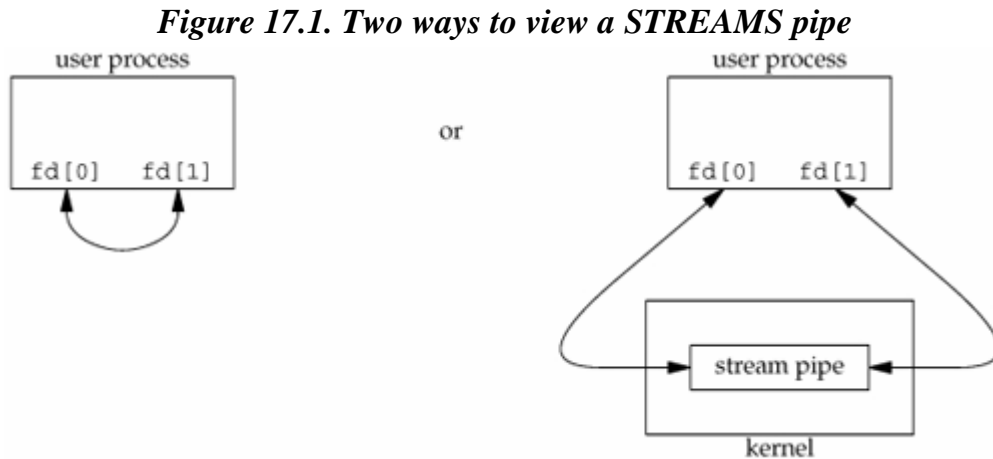 Figure 17.1. Two ways to view a STREAMS pipe
user process
fd[0] fd[1]
or
user process
fd[0] fd[1]
stream pipe
kernel